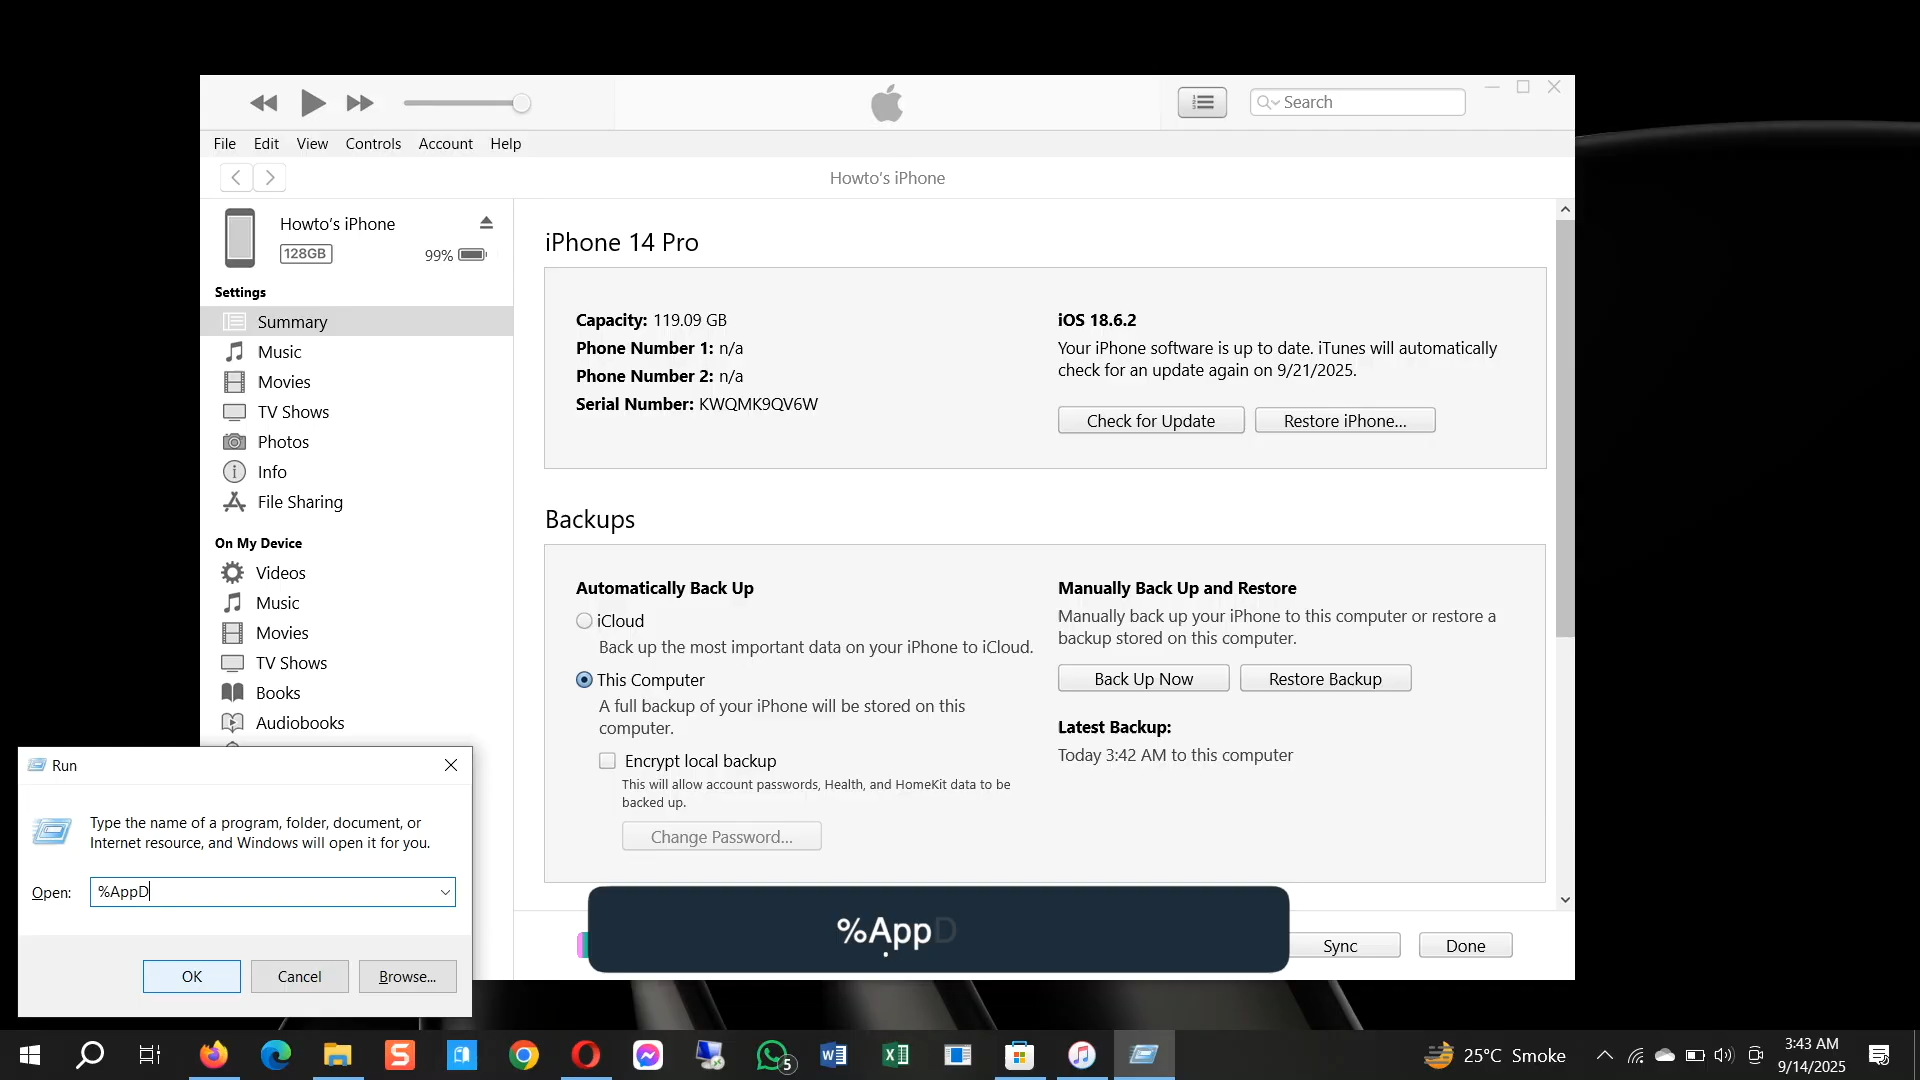 Search
File Edit View Controls Account Help
Howto's iPhone
Howto's iPhone
128GB
99%
Settings
Summary
Music
Movies
TV Shows
Photos
Info
File Sharing
On My Device
Videos
Music
Movies
TV Shows
Books
Audiobooks
iPhone 14 Pro
Capacity: 119.09 GB
Phone Number 1: n/a
Phone Number 2: n/a
Serial Number: KWQMK9QV6W
iOS 18.6.2
Your iPhone software is up to date. iTunes will automatically
check for an update again on 9/21/2025.
Check for Update
Restore iPhone...
Backups
Automatically Back Up
iCloud
Back up the most important data on your iPhone to iCloud.
This Computer
A full backup of your iPhone will be stored on this
computer.
Encrypt local backup
This will allow account passwords, Health, and HomeKit data to be
backed up.
Change Password...
Manually Back Up and Restore
Manually back up your iPhone to this computer or restore a
backup stored on this computer.
Back Up Now
Restore Backup
Latest Backup:
Today 3:42 AM to this computer
Sync
Done
Run
Type the name of a program, folder, document, or
Internet resource, and Windows will open it for you.
Open: %AppD
OK
Cancel
Browse...
%AppD
S
5
25°C Smoke
3:43 AM
9/14/2025